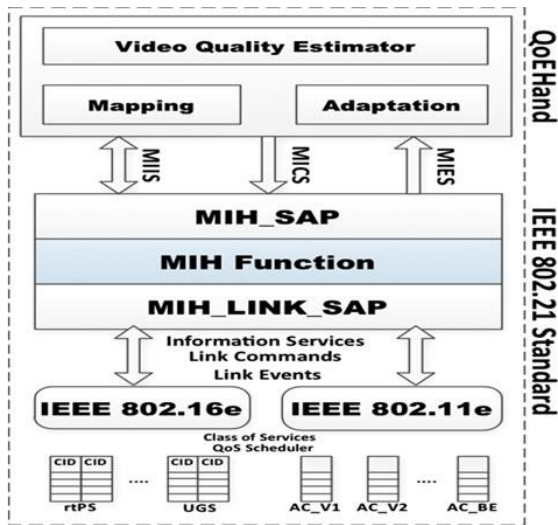 Video Quality Estimator
Mapping
Adaptation
QoEHand
MIIS
MICS
MIES
MIH_SAP
MIH Function
MIH_LINK_SAP
IEEE 802.21 Standard
Information Services
Link Commands
Link Events
IEEE 802.16e
IEEE 802.11e
Class of Services
QoS Scheduler
CID CID .... CID CID
rtPS UGS
.... 
AC_V1 AC_V2 AC_BE